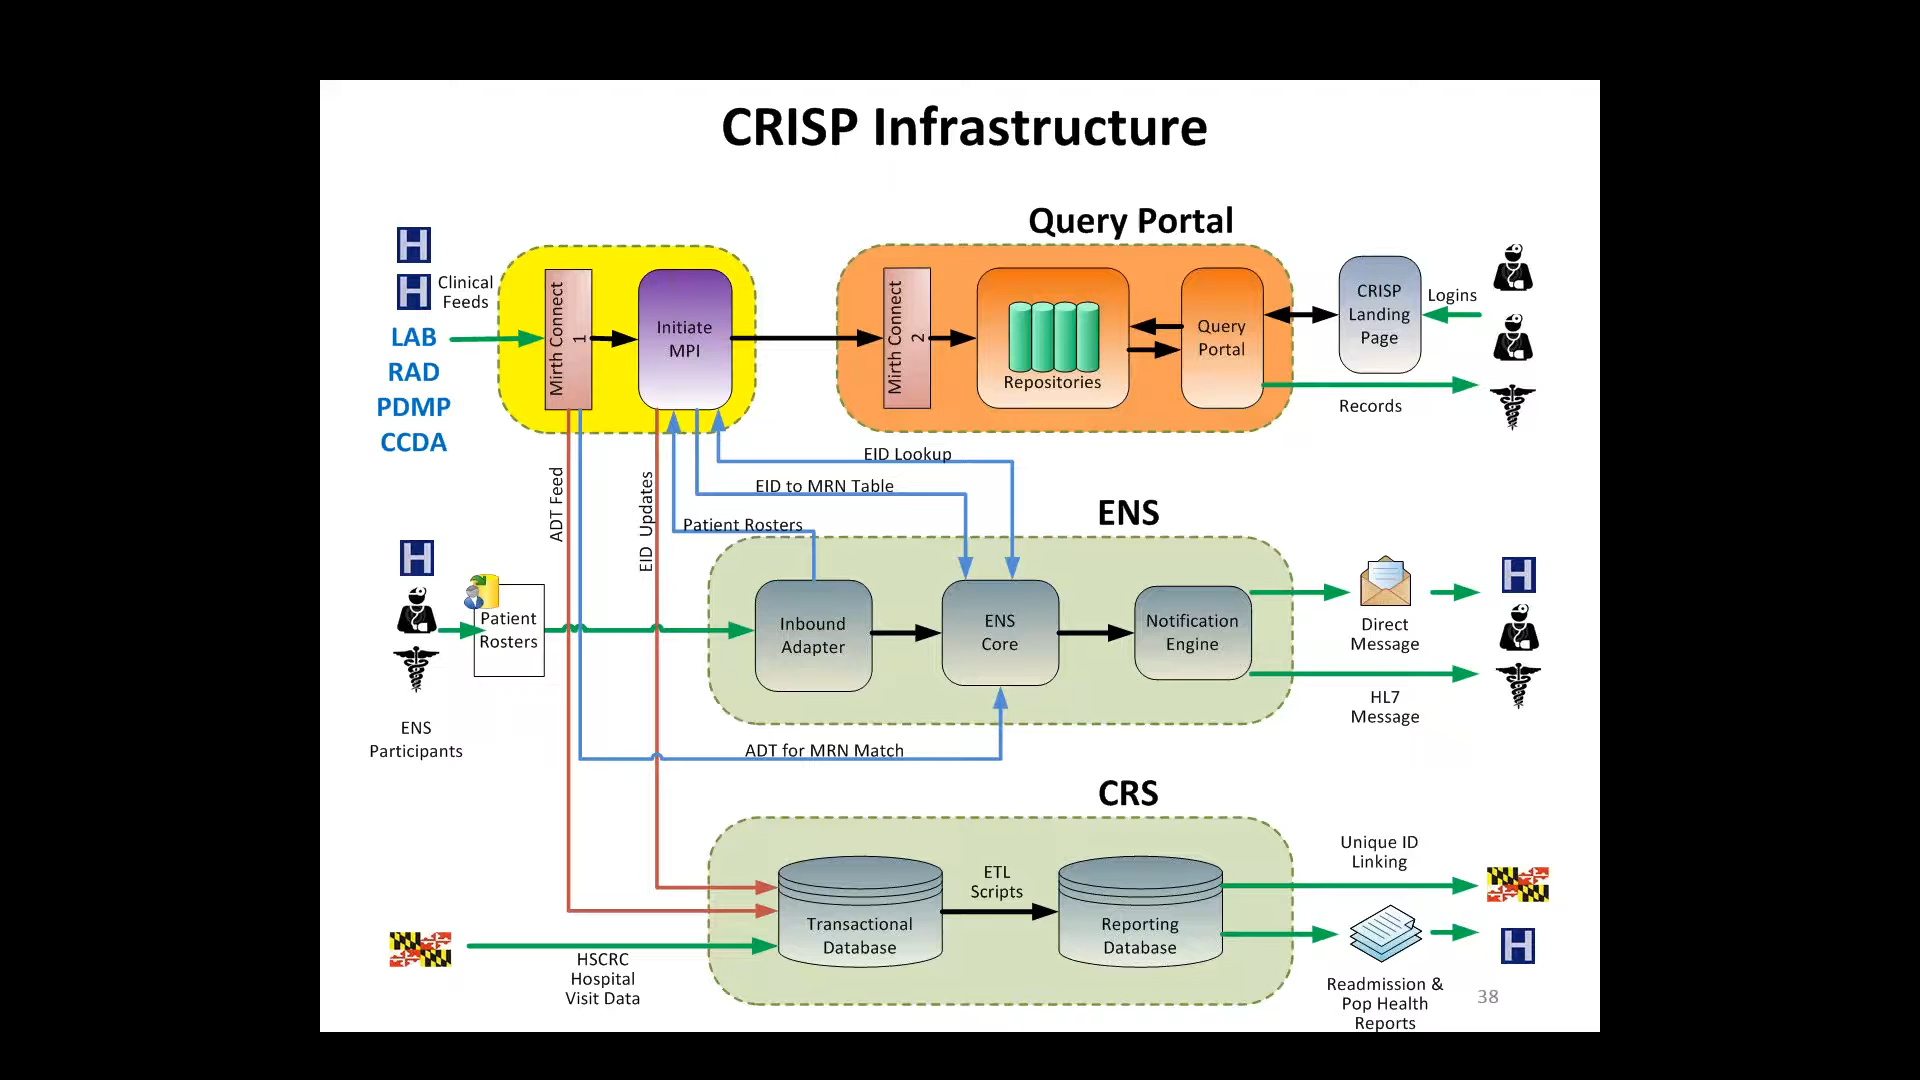 CRISP Infrastructure
Query Portal
H
H
Clinical
Feeds
LAB
RAD
PDMP
CCDA
Mirth Connect
1
Initiate
MPI
Mirth Connect
2
Repositories
Query
Portal
CRISP
Landing
Page
Logins
Records
EID Lookup
EID to MRN Table
Patient Rosters
ADT Feed
EID Updates
ENS
H
Patient
Rosters
ENS
Participants
Inbound
Adapter
ENS
Core
Notification
Engine
Direct
Message
HL7
Message
H
ADT for MRN Match
CRS
HSCRC
Hospital
Visit Data
Transactional
Database
ETL
Scripts
Reporting
Database
Unique ID
Linking
Readmission &
Pop Health
Reports
H
38